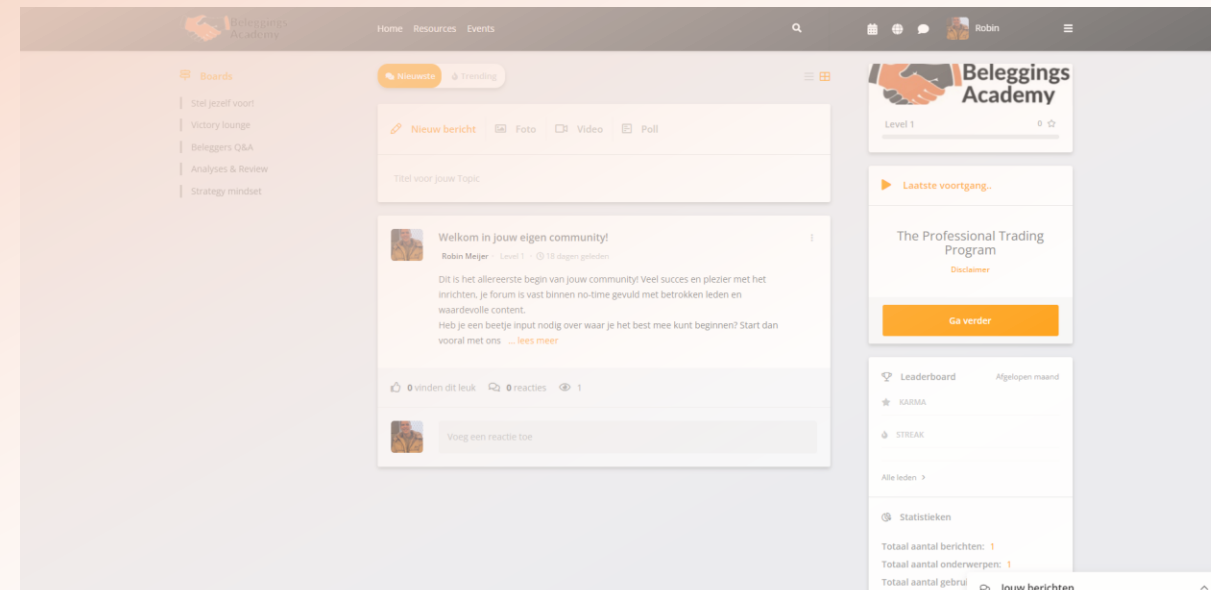 Beleggings
Academy
Home Resources Events
Robin
Boards
Stel jezelf voor!
Victory lounge
Beleggers Q&A
Analyses & Review
Strategy mindset
Nieuwste Trending
Nieuw bericht Foto Video Poll
Titel voor jouw Topic
Welkom in jouw eigen community!
Robin Meijer Level 1 18 dagen geleden
Dit is het allereerste begin van jouw community! Veel succes en plezier met het
inrichten, je forum is vast binnen no-time gevuld met betrokken leden en
waardevolle content.
Heb je een beetje input nodig over waar je het best mee kunt beginnen? Start dan
vooral met ons ... lees meer
0 vinden dit leuk 0 reacties 1
Voeg een reactie toe
Beleggings
Academy
Level 1 0
Laatste voortgang..
The Professional Trading
Program
Disclaimer
Ga verder
Leaderboard Afgelopen maand
KARMA
STREAK
Alle leden >
Statistieken
Totaal aantal berichten: 1
Totaal aantal onderwerpen: 1
Totaal aantal gebrui
Jouw berichten